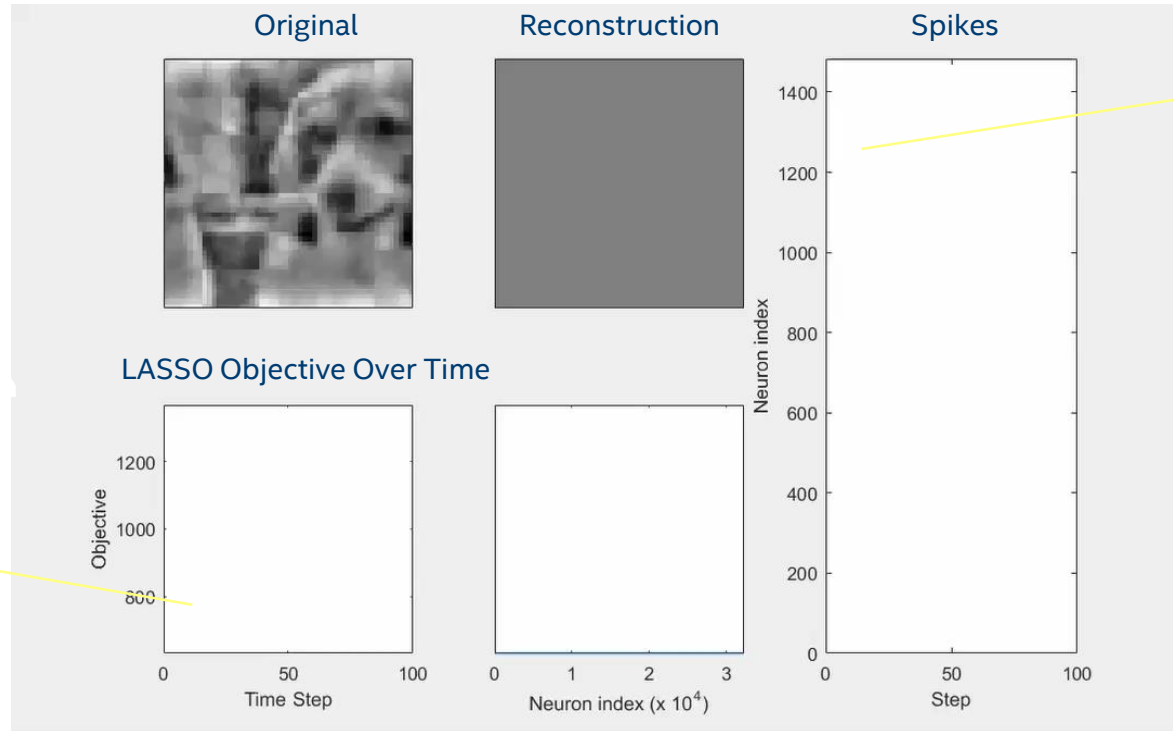 Original
Reconstruction
Spikes
1400
1200
1000
800
600
400
200
0
Neuron index
0
50
100
Step
LASSO Objective Over Time
1200
1000
800
Objective
0
50
100
Time Step
0
1
2
3
Neuron index (x 10⁴)